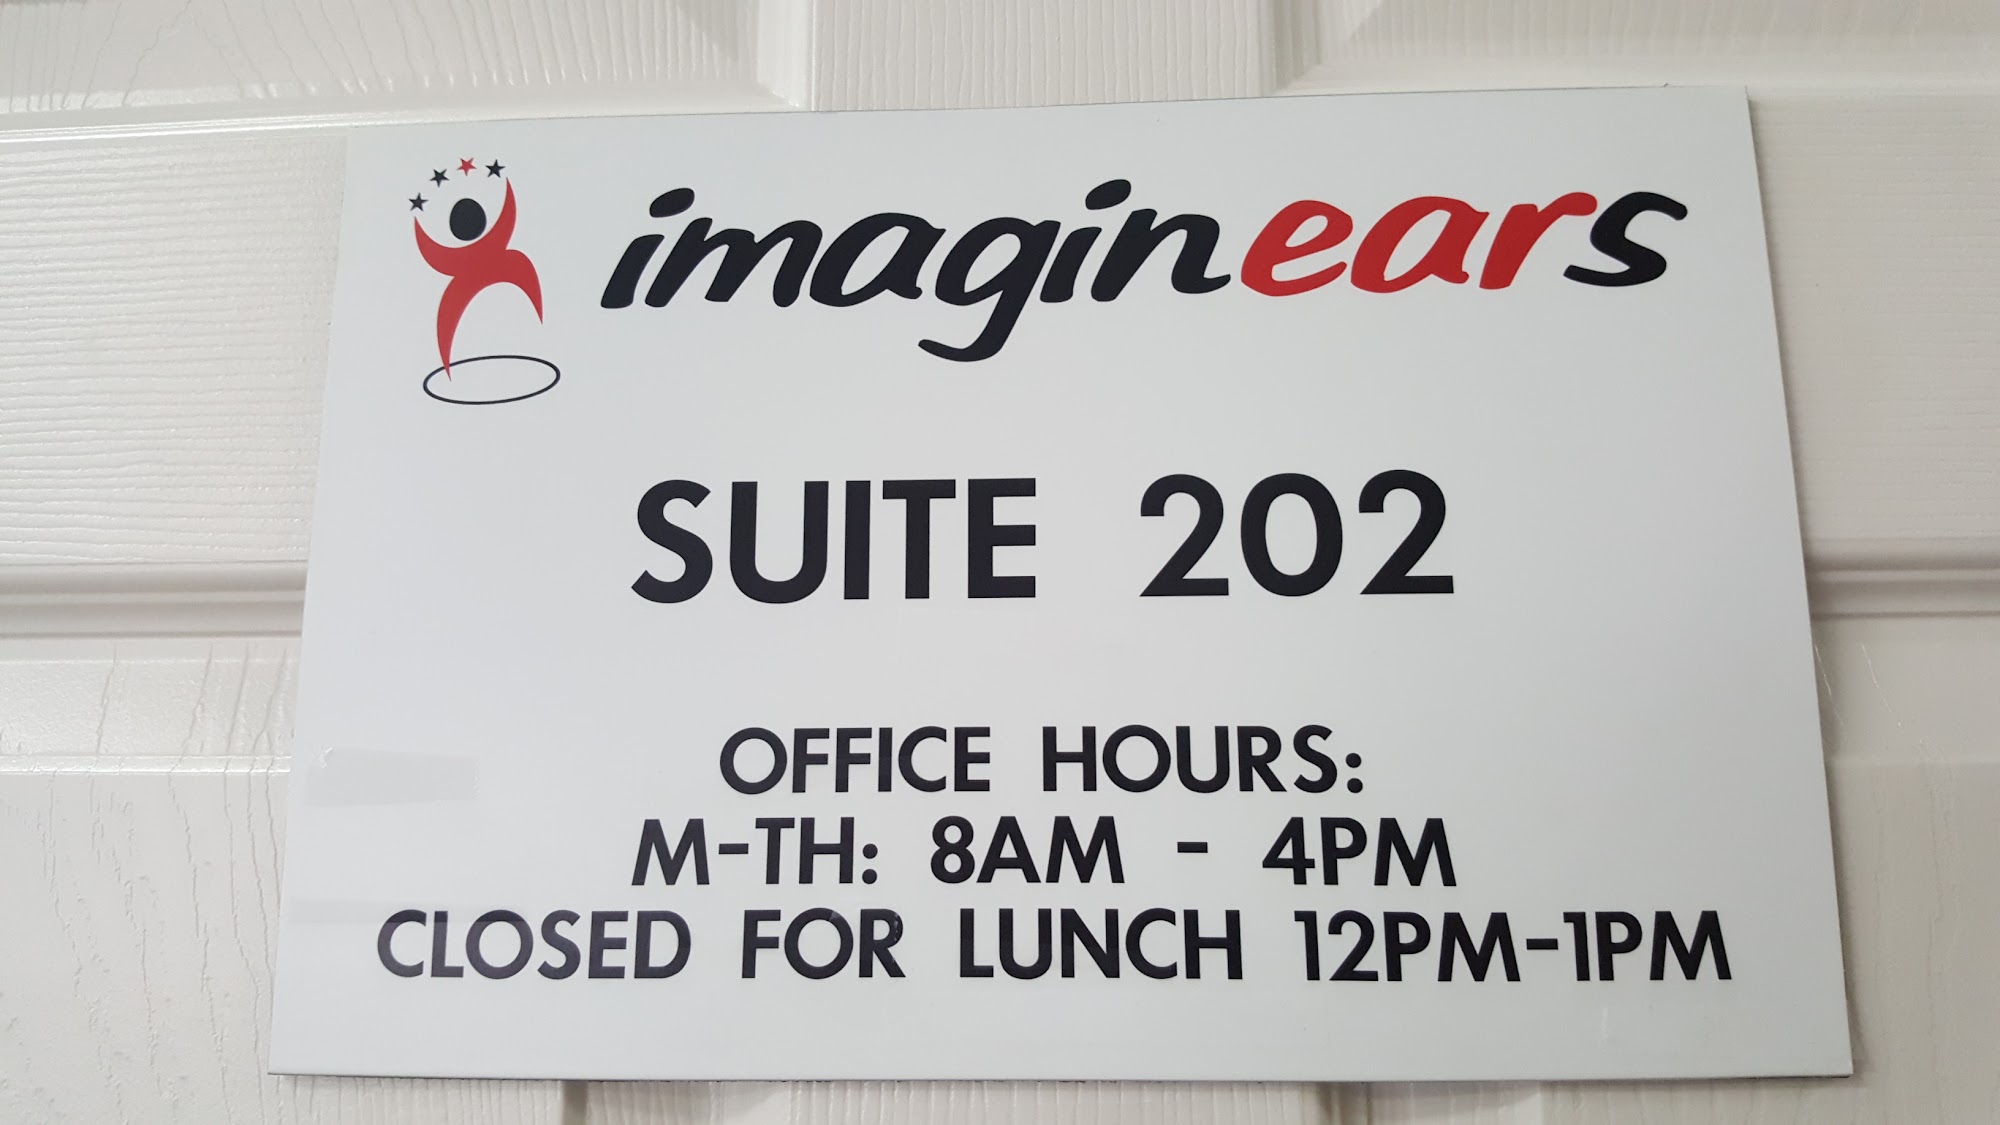 imaginears
SUITE 202
OFFICE HOURS:
M-TH: 8AM - 4PM
CLOSED FOR LUNCH 12PM-1PM